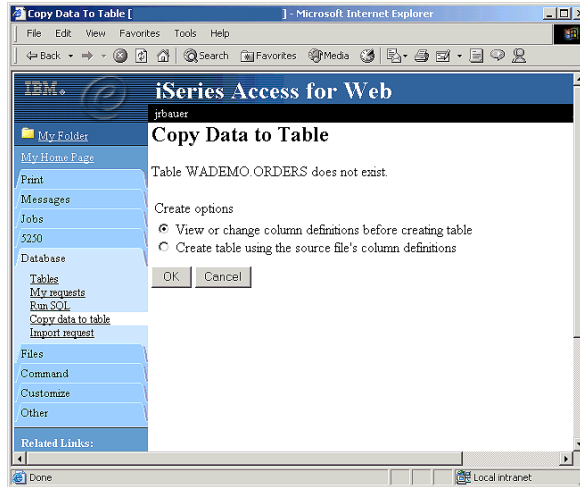 Copy Data To Table [ ] - Microsoft Internet Explorer
File Edit View Favorites Tools Help
Back Search Favorites Media
IBM. iSeries Access for Web
jrbauer
My Folder
My Home Page
Print
Messages
Jobs
5250
Database
Tables
My requests
Run SQL
Copy data to table
Import request
Files
Command
Customize
Other
Related Links:
Copy Data to Table
Table WADEMO.ORDERS does not exist.
Create options
View or change column definitions before creating table
Create table using the source file's column definitions
OK Cancel
Done Local intranet